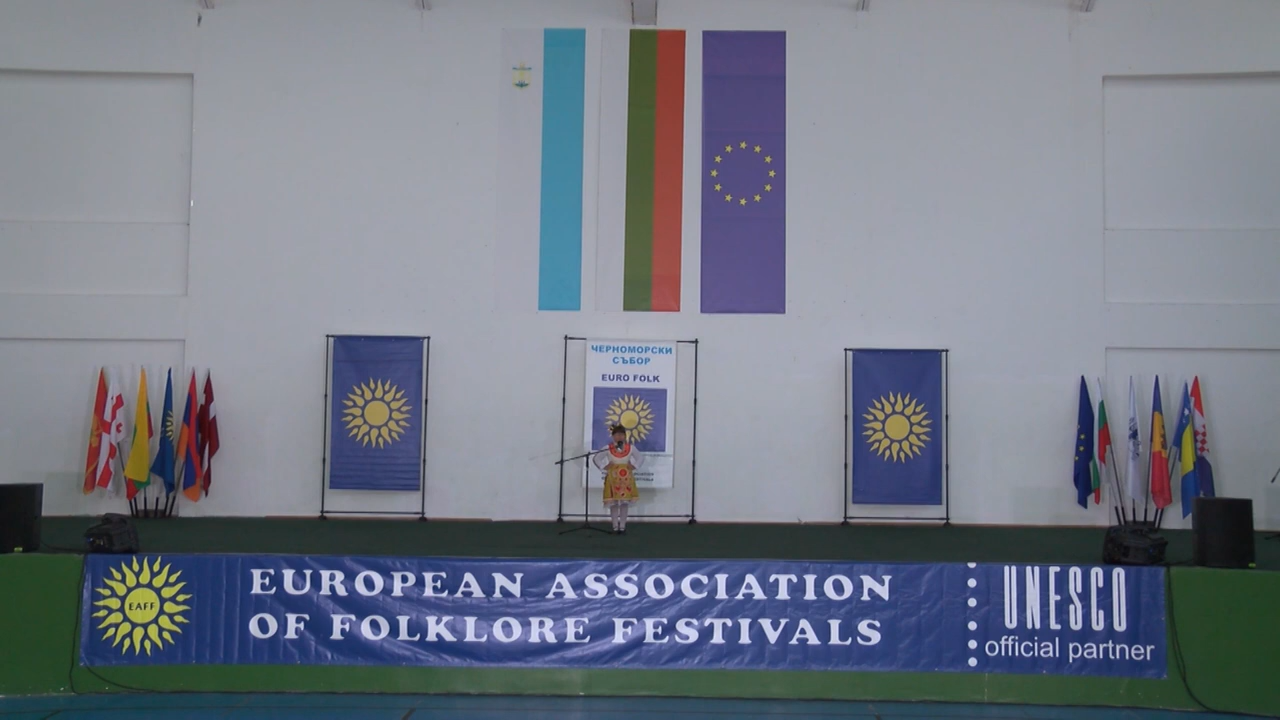 ЧЕРНОМОРСКИ
СЪБОР
EURO FOLK
EAFF
EUROPEAN ASSOCIATION
OF FOLKLORE FESTIVALS
UNESCO
official partner